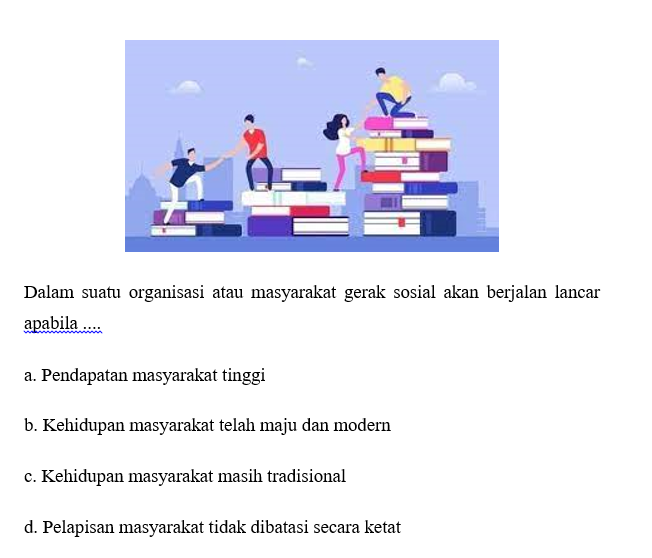 Dalam suatu organisasi atau masyarakat gerak sosial akan berjalan lancar
apabila ....
a. Pendapatan masyarakat tinggi
b. Kehidupan masyarakat telah maju dan modern
c. Kehidupan masyarakat masih tradisional
d. Pelapisan masyarakat tidak dibatasi secara ketat